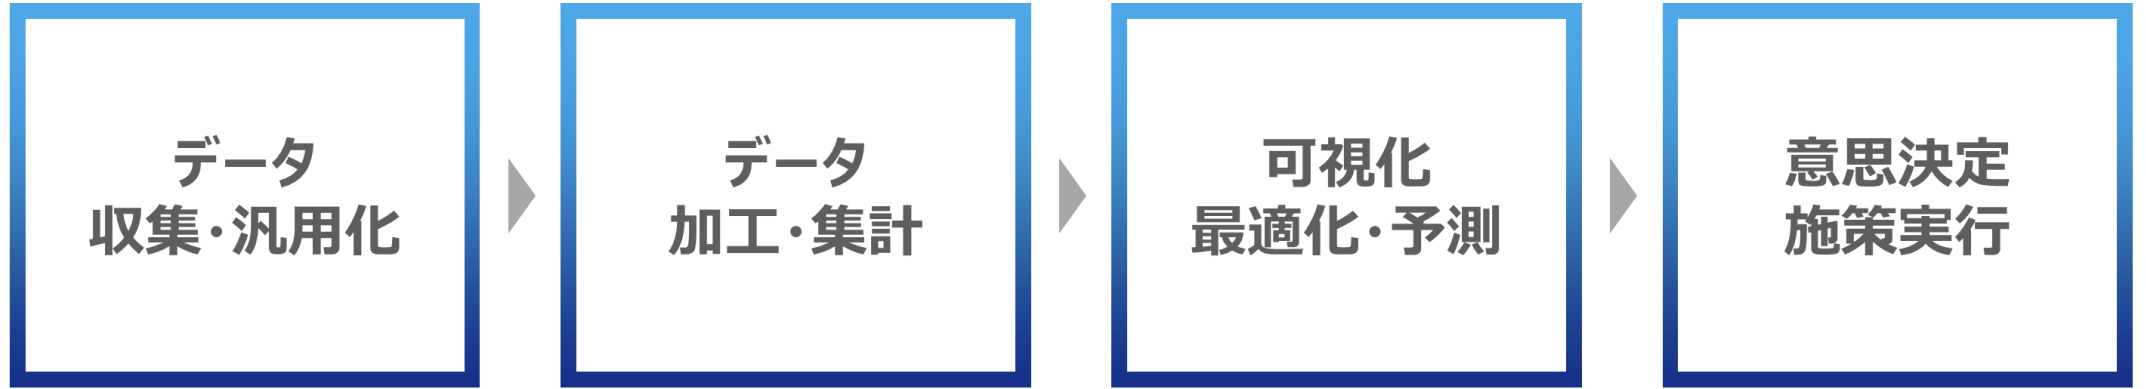 データ
収集・汎用化
データ
加工・集計
可視化
最適化・予測
意思決定
施策実行